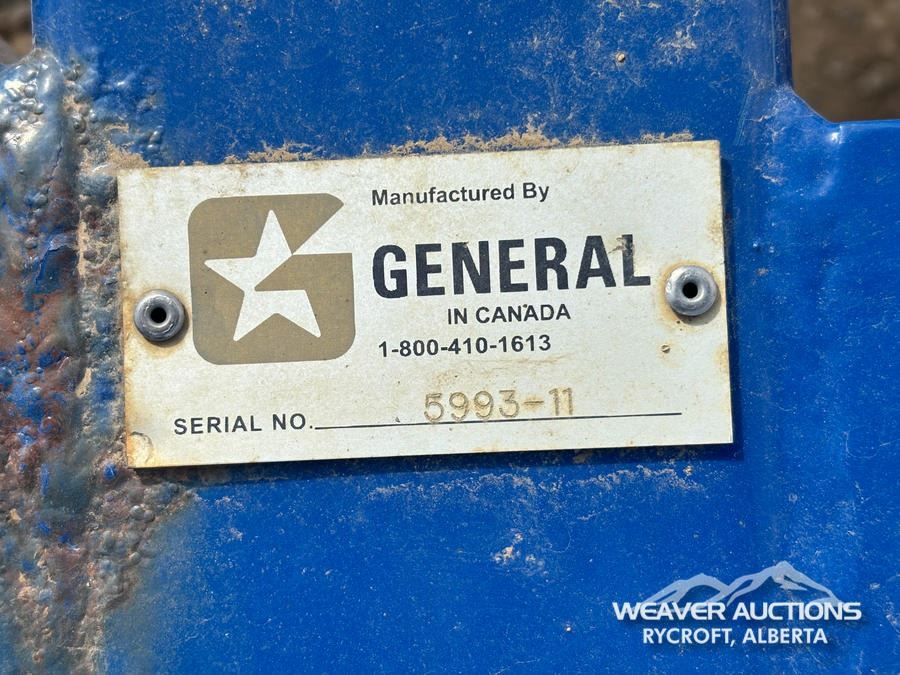 Manufactured By
GENERAL
IN CANADA
1-800-410-1613
SERIAL NO. 5993-11
WEAVER AUCTIONS
RYCROFT, ALBERTA